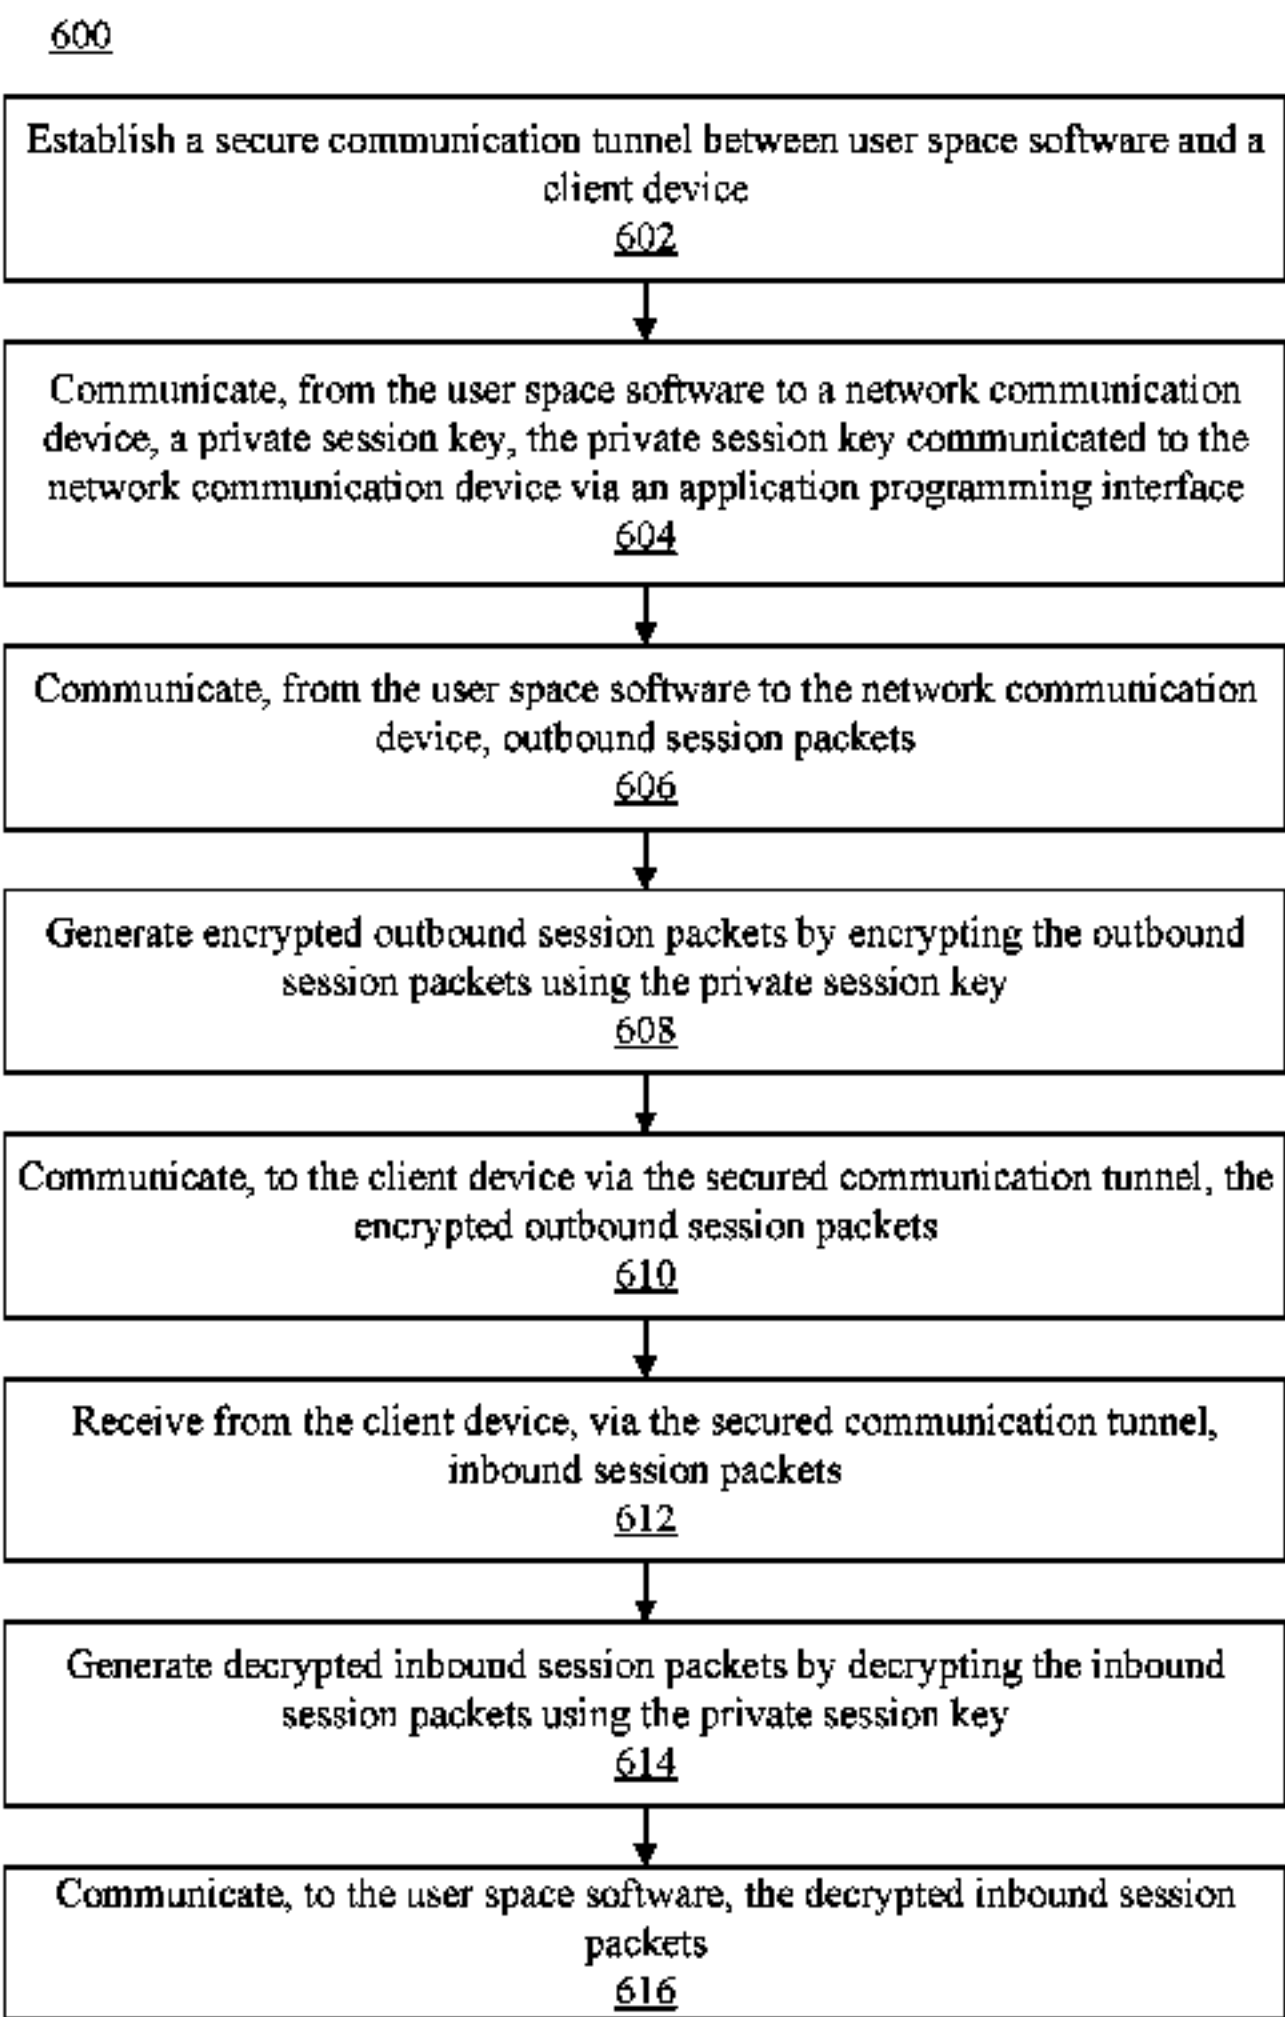 600
Establish a secure communication tunnel between user space software and a
client device
602
Communicate, from the user space software to a network communication
device, a private session key, the private session key communicated to the
network communication device via an application programming interface
604
Communicate, from the user space software to the network communication
device, outbound session packets
606
Generate encrypted outbound session packets by encrypting the outbound
session packets using the private session key
608
Communicate, to the client device via the secured communication tunnel, the
encrypted outbound session packets
610
Receive from the client device, via the secured communication tunnel,
inbound session packets
612
Generate decrypted inbound session packets by decrypting the inbound
session packets using the private session key
614
Communicate, to the user space software, the decrypted inbound session
packets
616